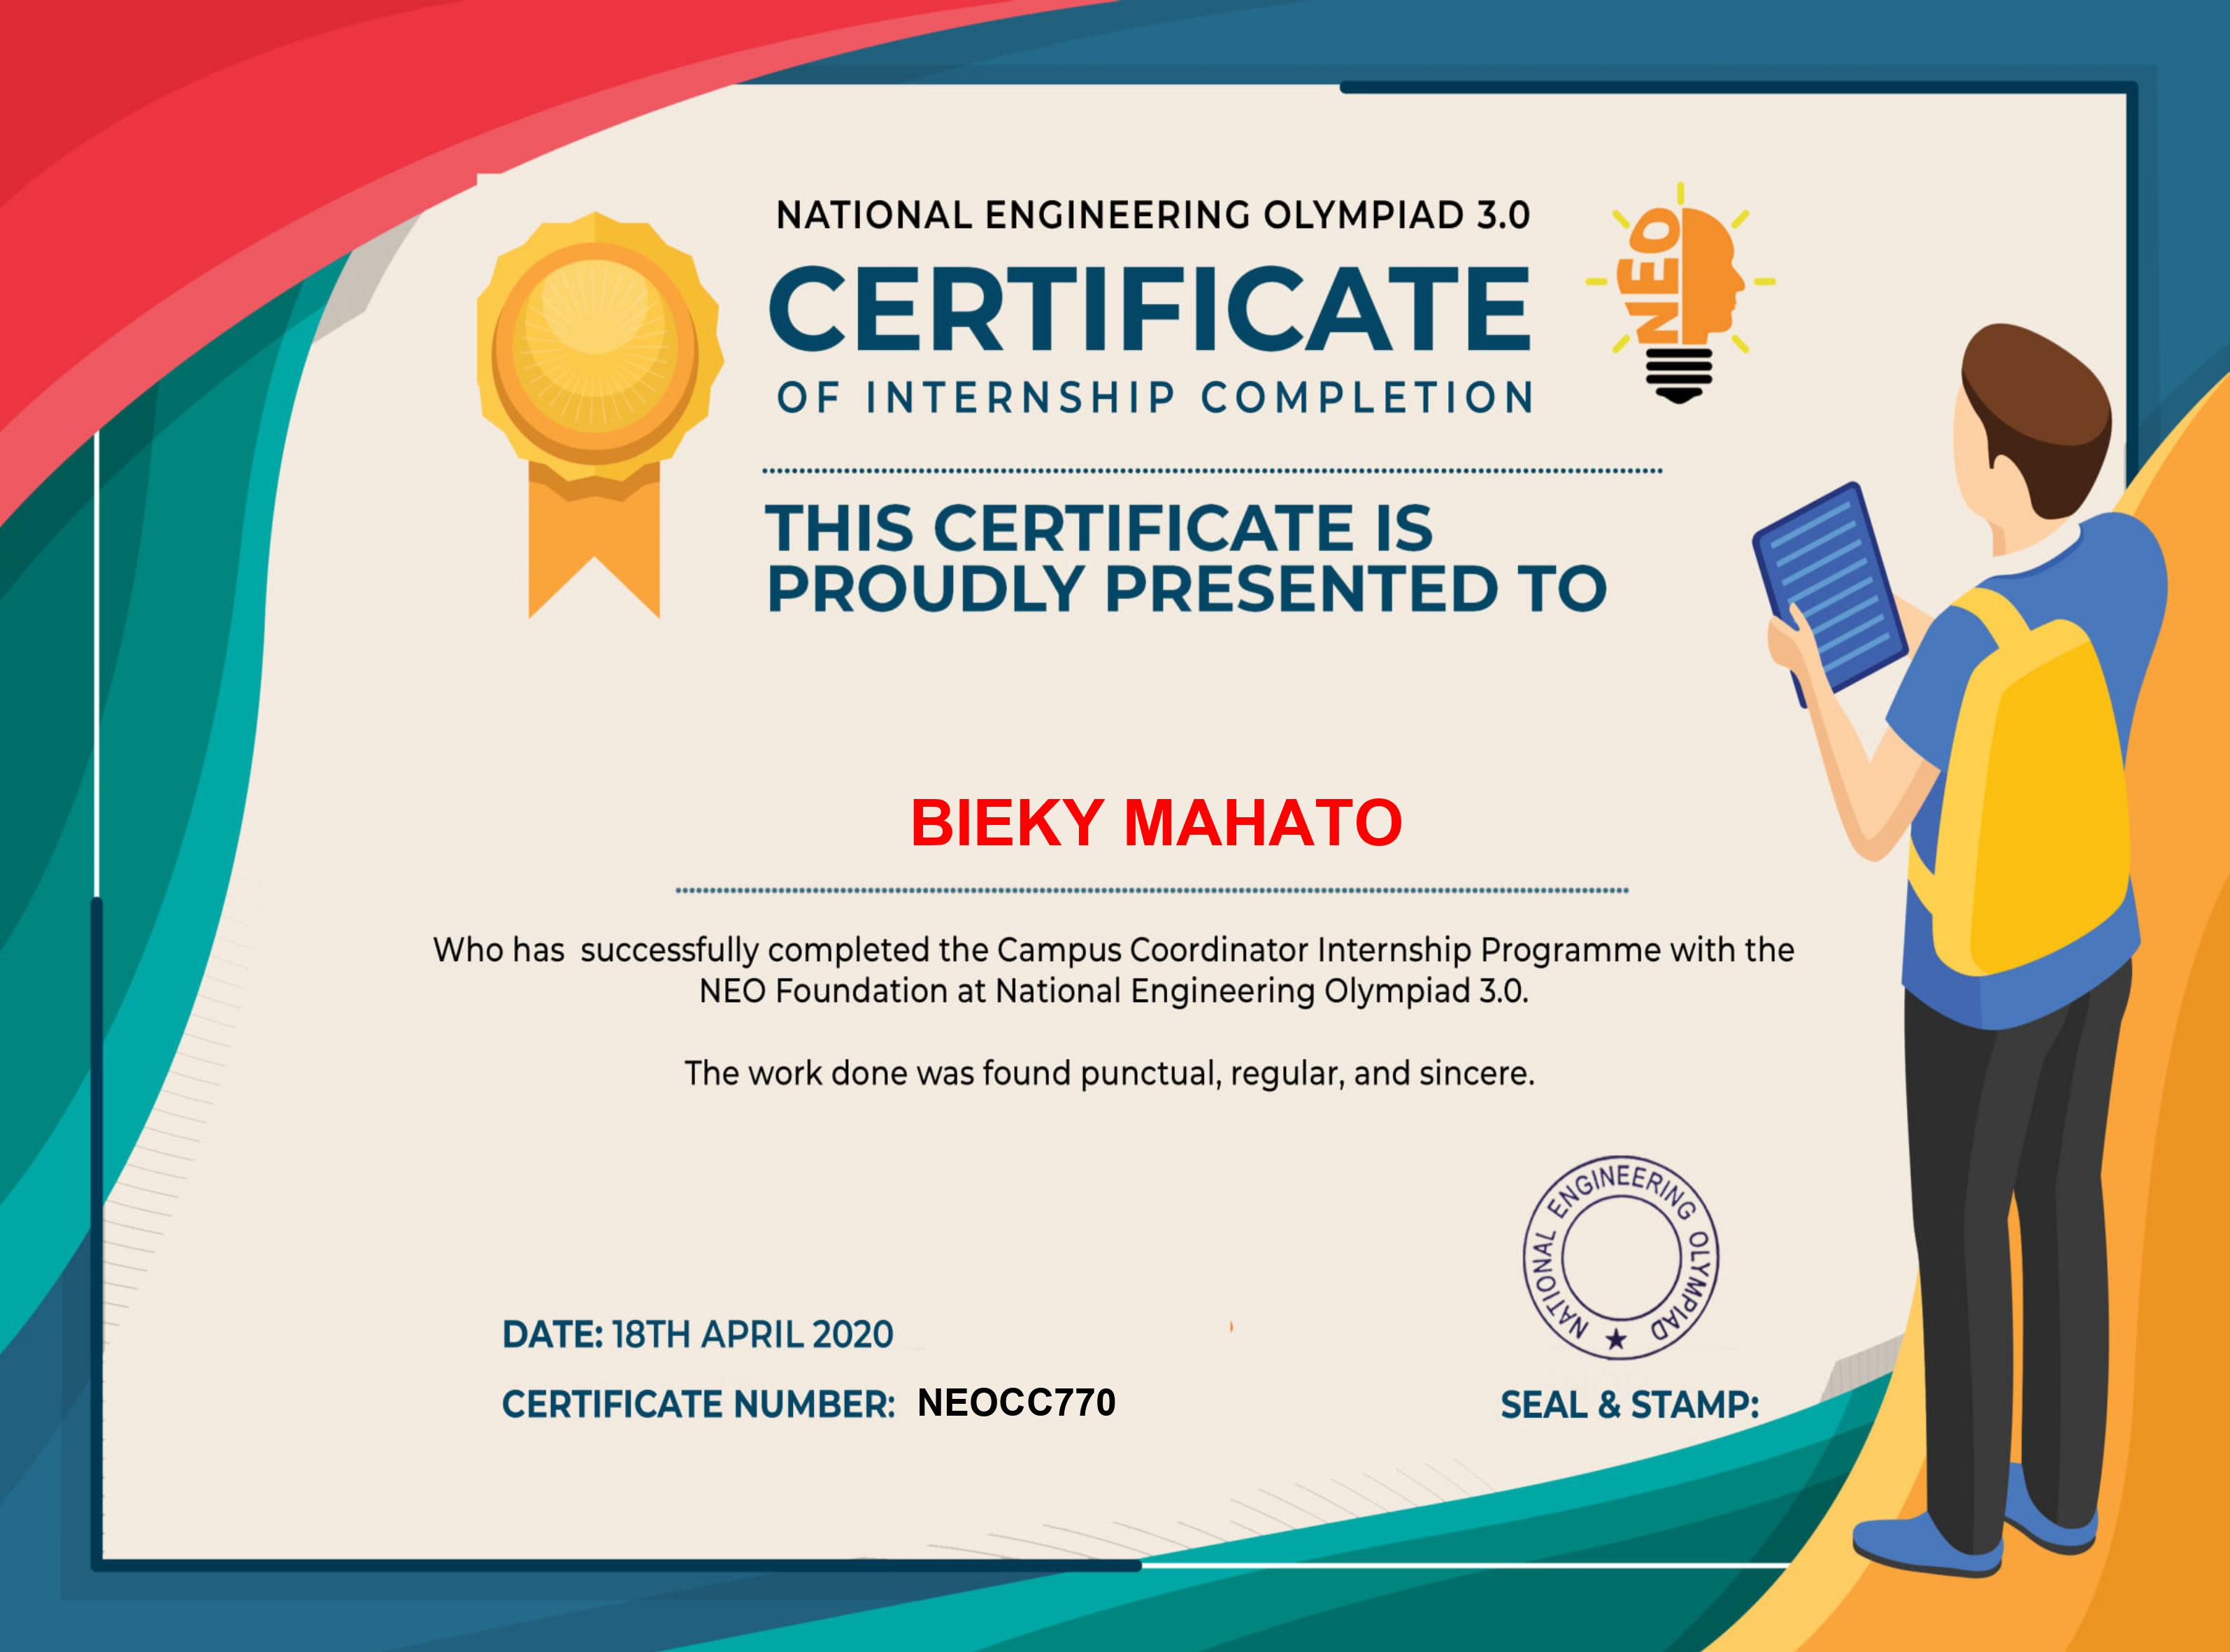 NATIONAL ENGINEERING OLYMPIAD 3.0
NEO
CERTIFICATE
OF INTERNSHIP COMPLETION
THIS CERTIFICATE IS
PROUDLY PRESENTED TO
BIEKY MAHATO
Who has successfully completed the Campus Coordinator Internship Programme with the
NEO Foundation at National Engineering Olympiad 3.0.
The work done was found punctual, regular, and sincere.
NATIONAL ENGINEERING OLYMPIAD
DATE: 18TH APRIL 2020
CERTIFICATE NUMBER: NEOCC770
SEAL & STAMP: